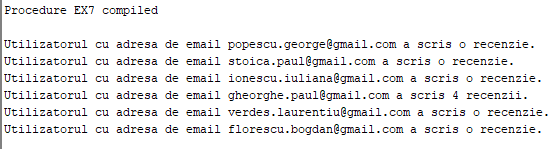 Procedure EX7 compiled
Utilizatorul cu adresa de email popescu.george@gmail.com a scris o recenzie.
Utilizatorul cu adresa de email stoica.paul@gmail.com a scris o recenzie.
Utilizatorul cu adresa de email ionescu.iuliana@gmail.com a scris o recenzie.
Utilizatorul cu adresa de email gheorghe.paul@gmail.com a scris 4 recenzii.
Utilizatorul cu adresa de email verdes.laurentiu@gmail.com a scris o recenzie.
Utilizatorul cu adresa de email florescu.bogdan@gmail.com a scris o recenzie.